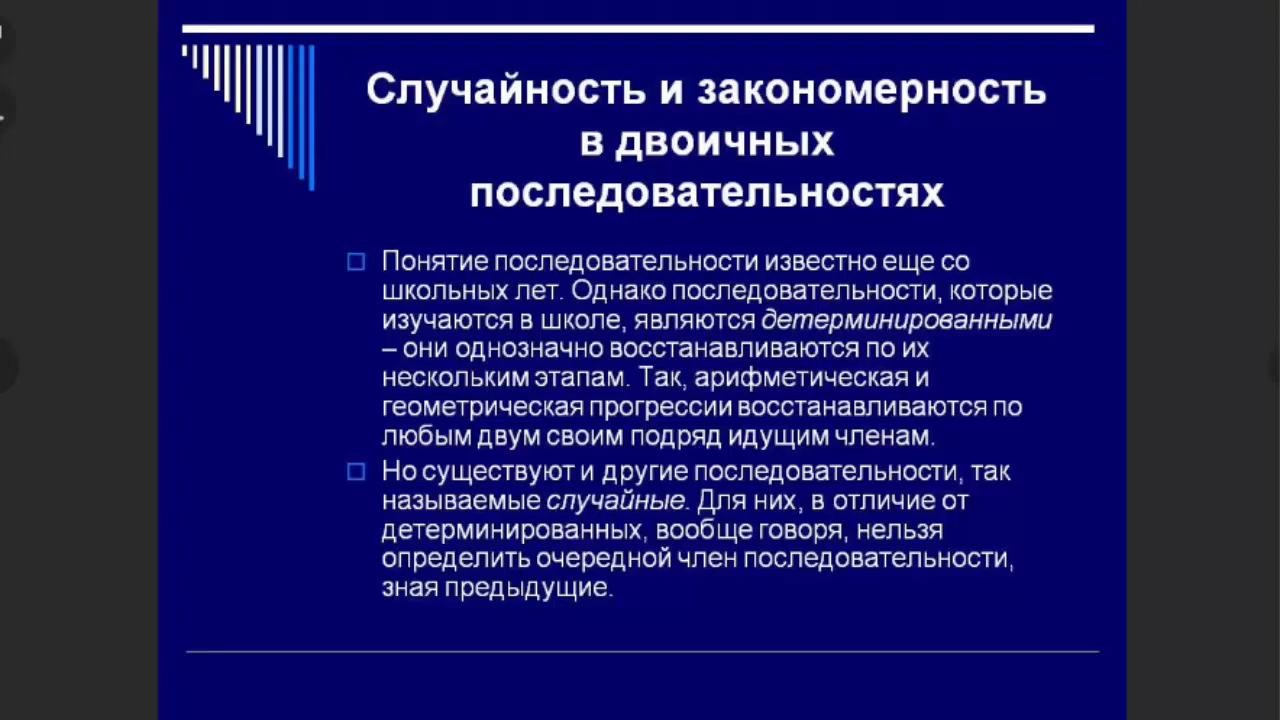 Случайность и закономерность
в двоичных
последовательностях
Понятие последовательности известно еще со
школьных лет. Однако последовательности, которые
изучаются в школе, являются детерминированными
– они однозначно восстанавливаются по их
нескольким этапам. Так, арифметическая и
геометрическая прогрессии восстанавливаются по
любым двум своим подряд идущим членам.
Но существуют и другие последовательности, так
называемые случайные. Для них, в отличие от
детерминированных, вообще говоря, нельзя
определить очередной член последовательности,
зная предыдущие.